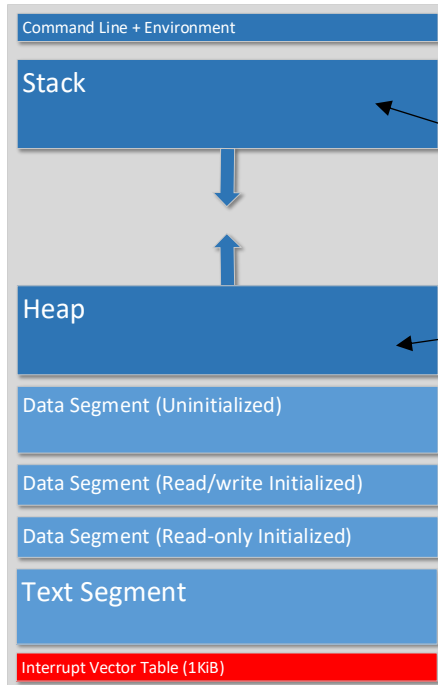 Command Line + Environment
Stack
Heap
Data Segment (Uninitialized)
Data Segment (Read/write Initialized)
Data Segment (Read-only Initialized)
Text Segment
Interrupt Vector Table (1KiB)